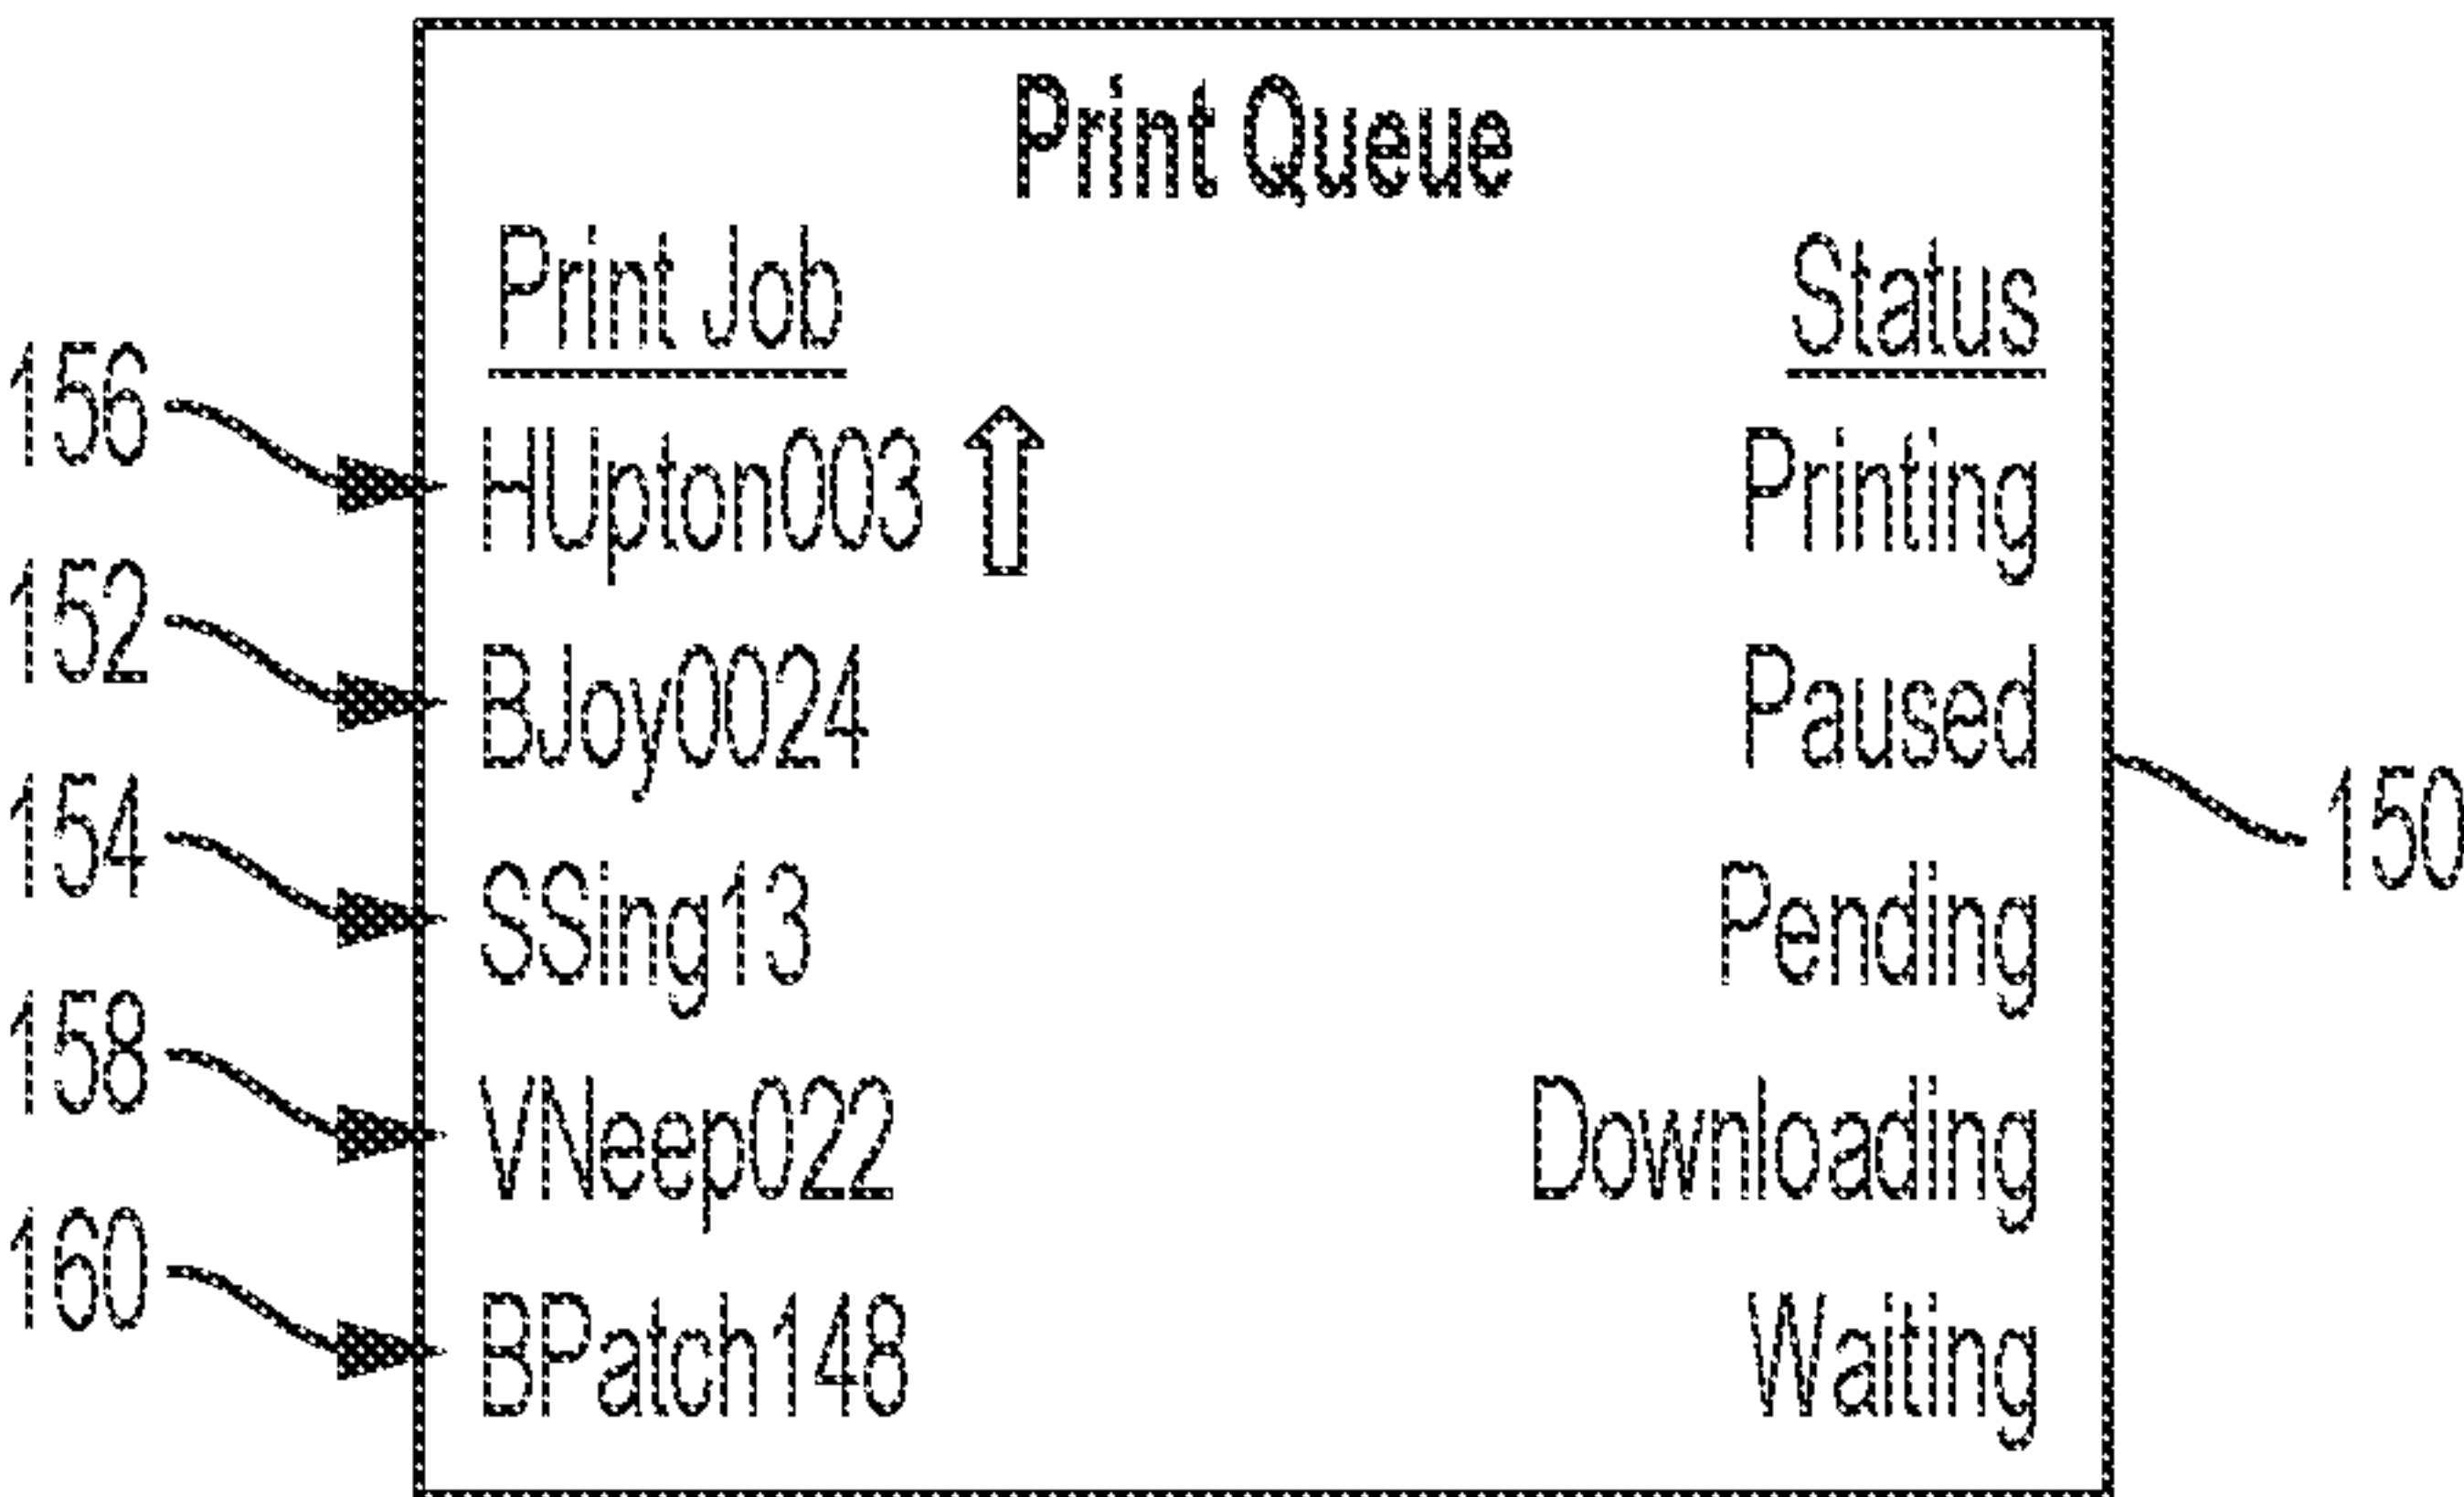 Print Queue
Print Job Status
156 HUpton003 Printing
152 BJoy0024 Paused
150
154 SSing13 Pending
158 VNeep022 Downloading
160 BPatch148 Waiting